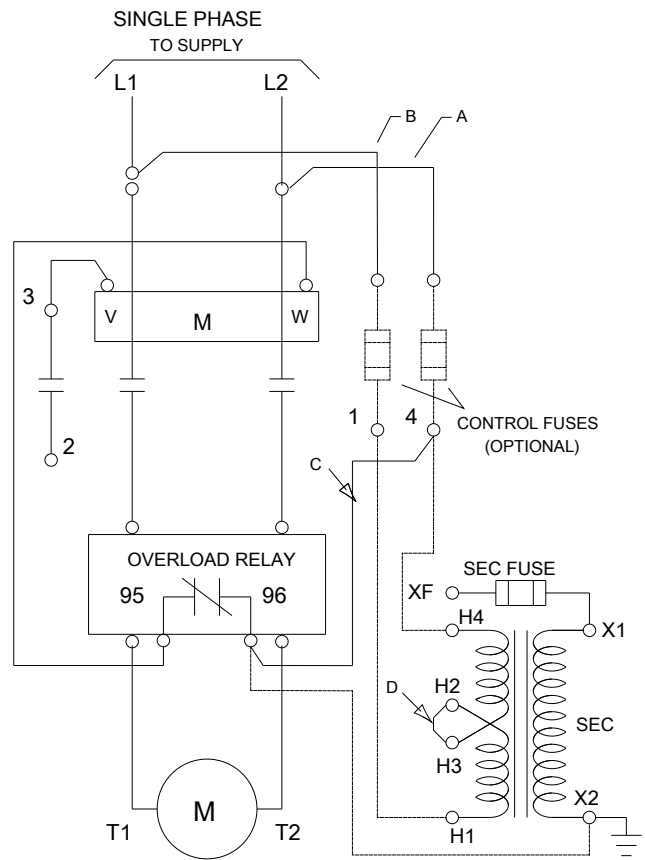 SINGLE PHASE
TO SUPPLY
L1
L2
B
A
3
V
M
W
2
1
4
CONTROL FUSES
(OPTIONAL)
C
OVERLOAD RELAY
95
96
SEC FUSE
XF
H4
X1
D
H2
SEC
H3
X2
H1
M
T1
T2